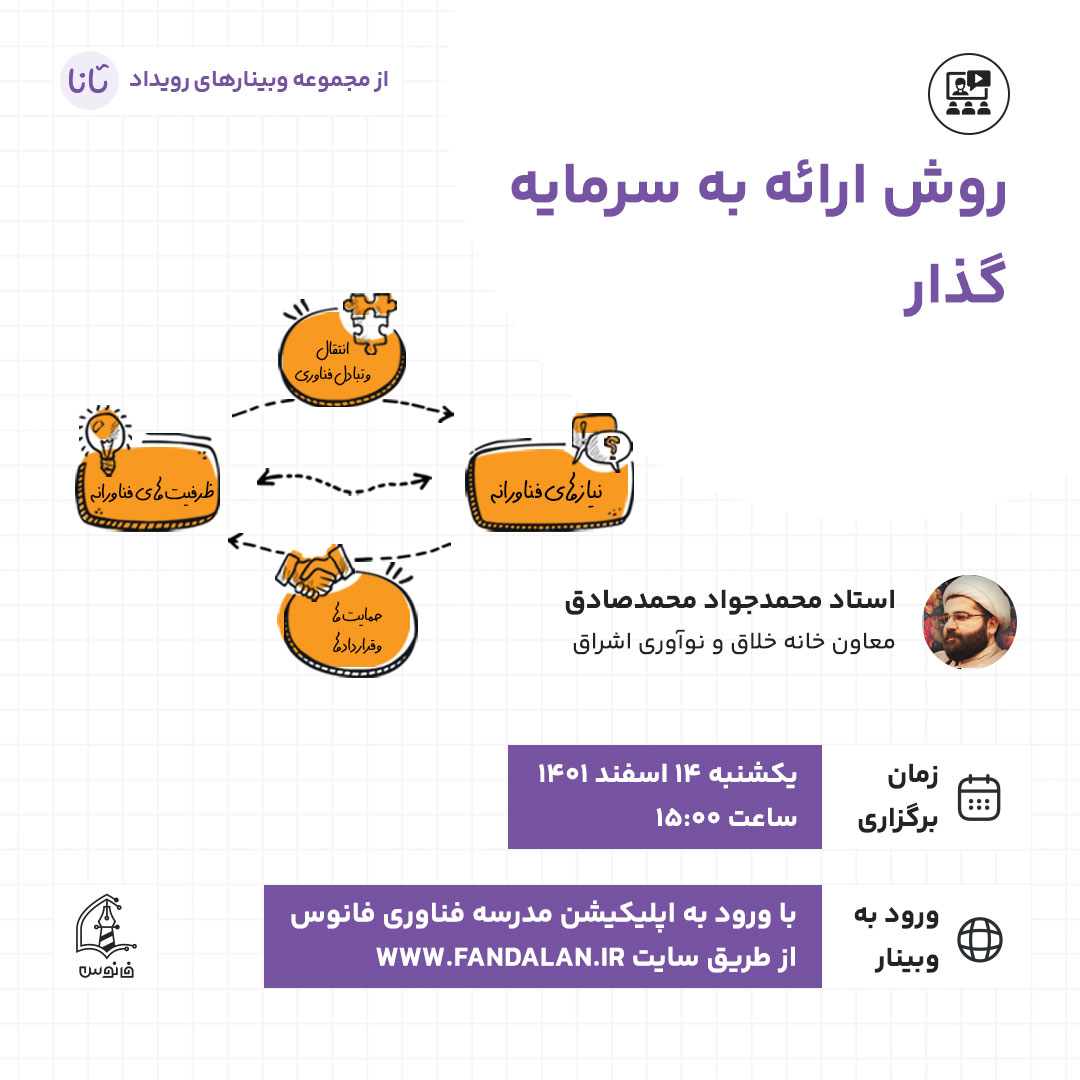 از مجموعه وبینارهای رویداد تانا
روش ارائه به سرمایه
گذار
انتقال
و تبادل فناوری
ظرفیت های فناورانه
نیازهای فناورانه
حمایت ها
و قراردادها
استاد محمدجواد محمدصادق
معاون خانه خلاق و نوآوری اشراق
زمان
برگزاری
یکشنبه ۱۴ اسفند ۱۴۰۱
ساعت ۱۵:۰۰
ورود به
وبینار
با ورود به اپلیکیشن مدرسه فناوری فانوس
از طریق سایت WWW.FANDALAN.IR
فانوس